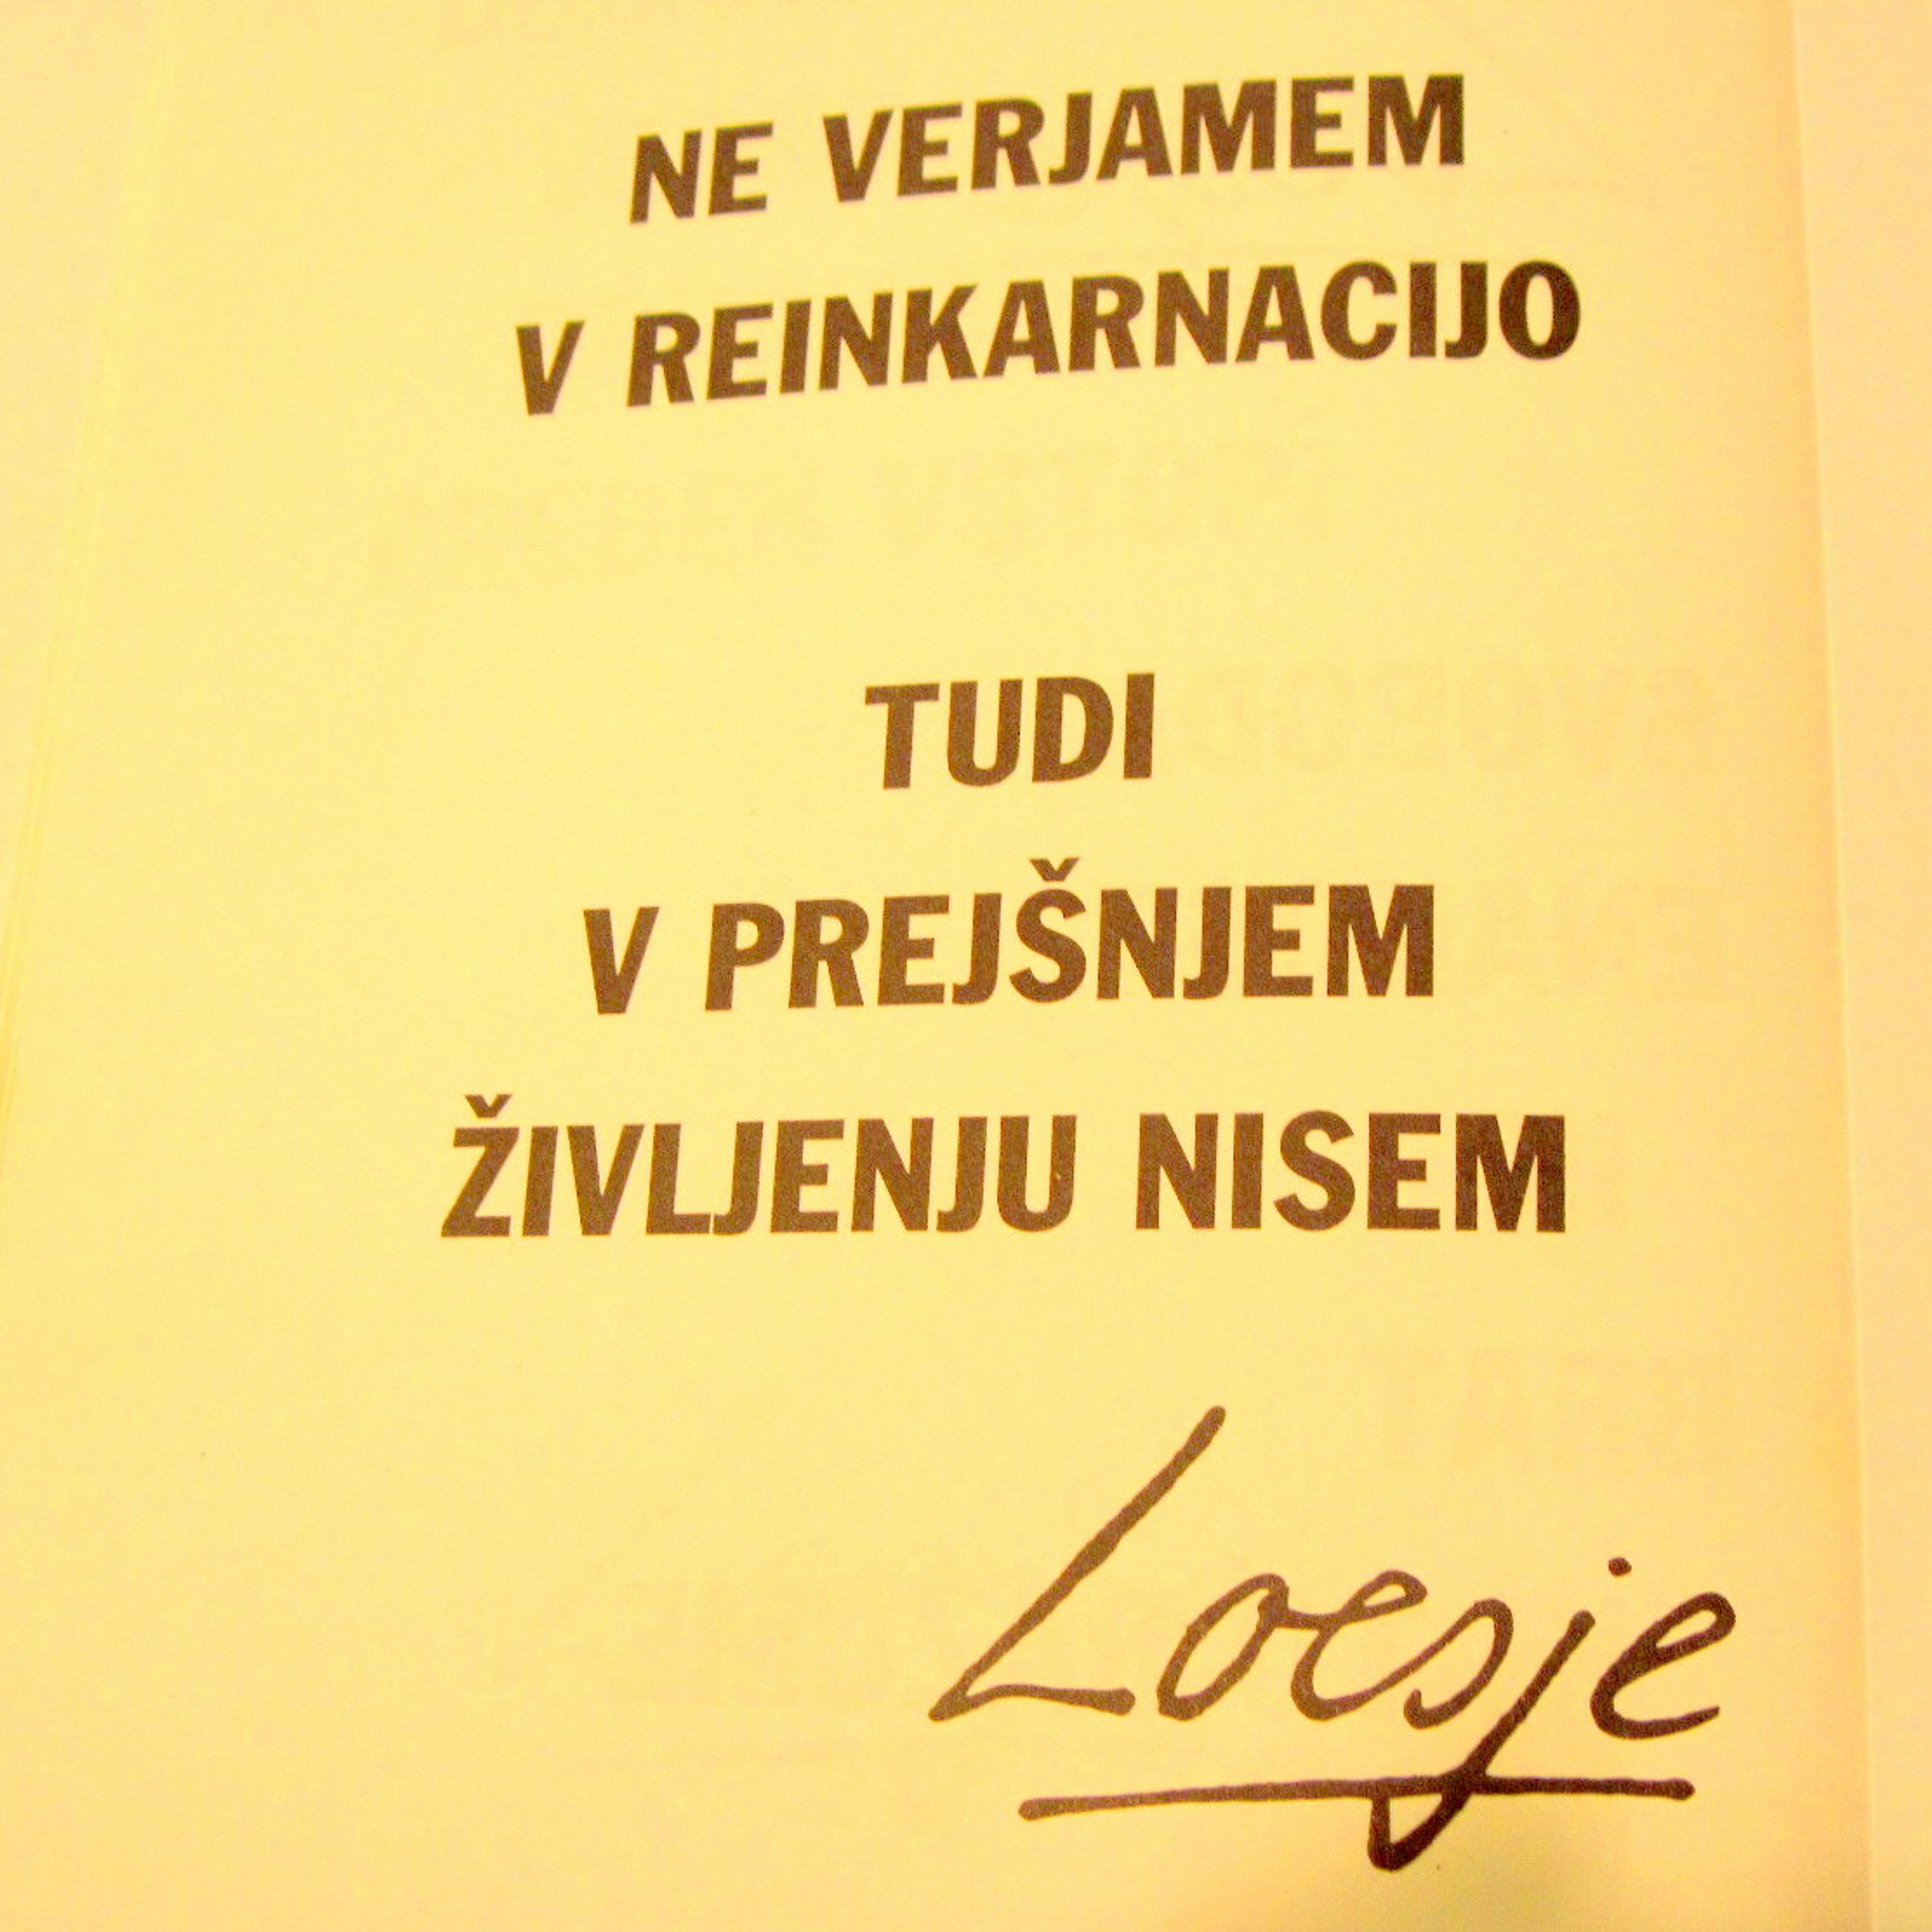 NE VERJAMEM
V REINKARNACIJO
TUDI
V PREJŠNJEM
ŽIVLJENJU NISEM
Loesje